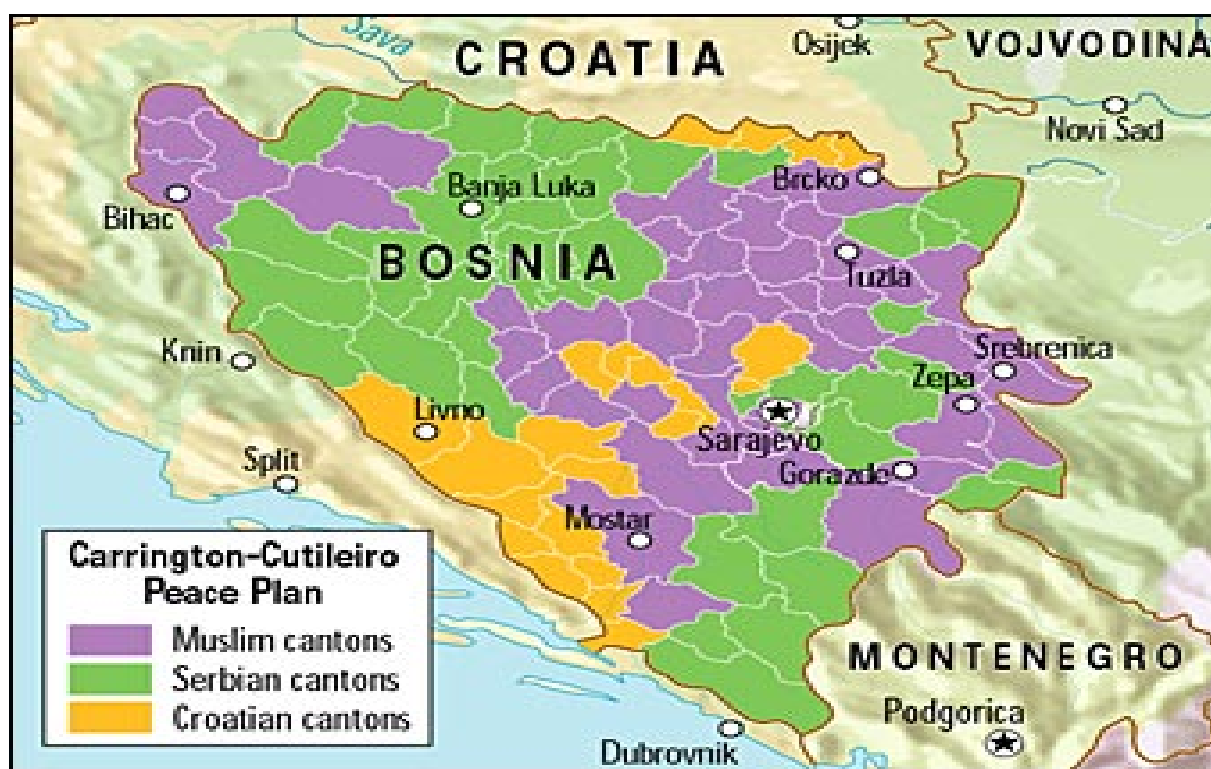 Sava
CROATIA
Osijek
VOJVODINA
Novi Sad
Brcko
Banja Luka
Bihac
BOSNIA
Tuzla
Knin
Srebrenica
Zepa
Livno
Sarajevo
Split
Gorazde
Mostar
Carrington-Cutileiro
Peace Plan
Muslim cantons
Serbian cantons
Croatian cantons
MONTENEGRO
Podgorica
Dubrovnik